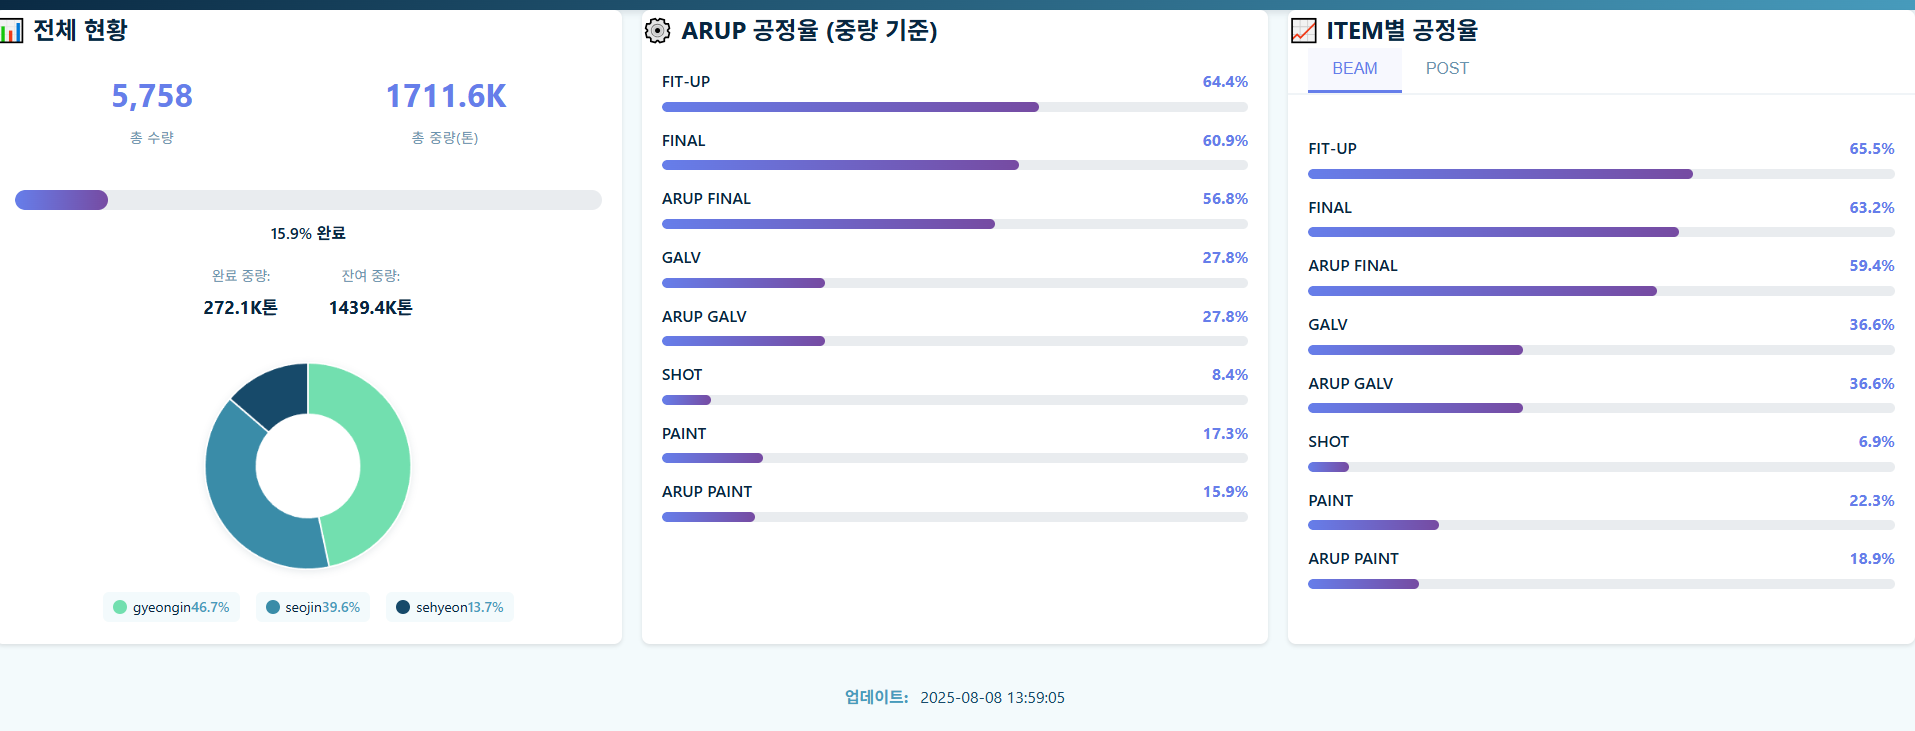 전체 현황
5,758
총 수량
1711.6K
총 중량(톤)
15.9% 완료
완료 중량:
272.1K톤
잔여 중량:
1439.4K톤
gyeongin46.7%
seojin39.6%
sehyeon13.7%
ARUP 공정율 (중량 기준)
FIT-UP 64.4%
FINAL 60.9%
ARUP FINAL 56.8%
GALV 27.8%
ARUP GALV 27.8%
SHOT 8.4%
PAINT 17.3%
ARUP PAINT 15.9%
ITEM별 공정율
BEAM POST
FIT-UP 65.5%
FINAL 63.2%
ARUP FINAL 59.4%
GALV 36.6%
ARUP GALV 36.6%
SHOT 6.9%
PAINT 22.3%
ARUP PAINT 18.9%
업데이트: 2025-08-08 13:59:05